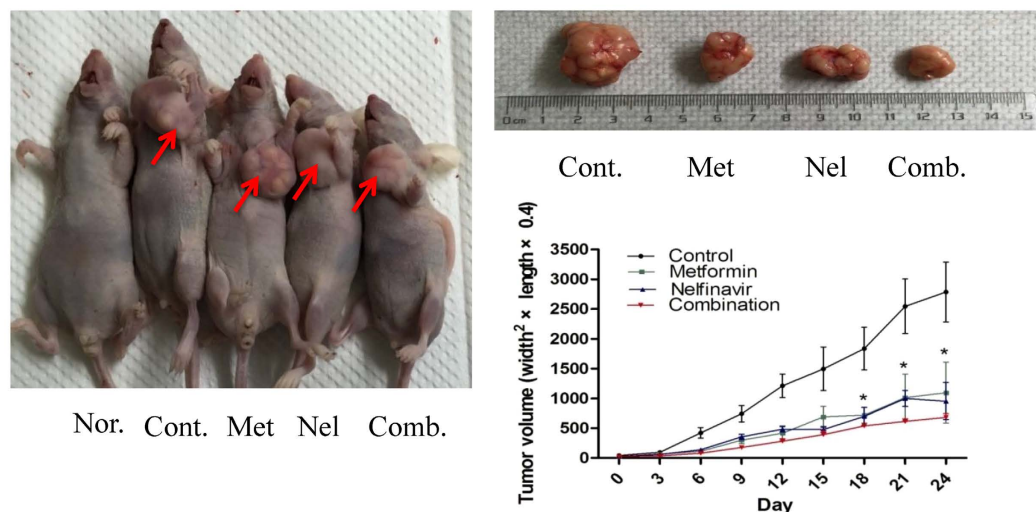 0 cm 1 2 3 4 5 6 7 8 9 10 11 12 13 14 15
Cont. Met Nel Comb.
Nor. Cont. Met Nel Comb.
Tumor volume (width² × length × 0.4)
3500
3000
2500
2000
1500
1000
500
0
Control
Metformin
Nelfinavir
Combination
* * *
0 3 6 9 12 15 18 21 24
Day